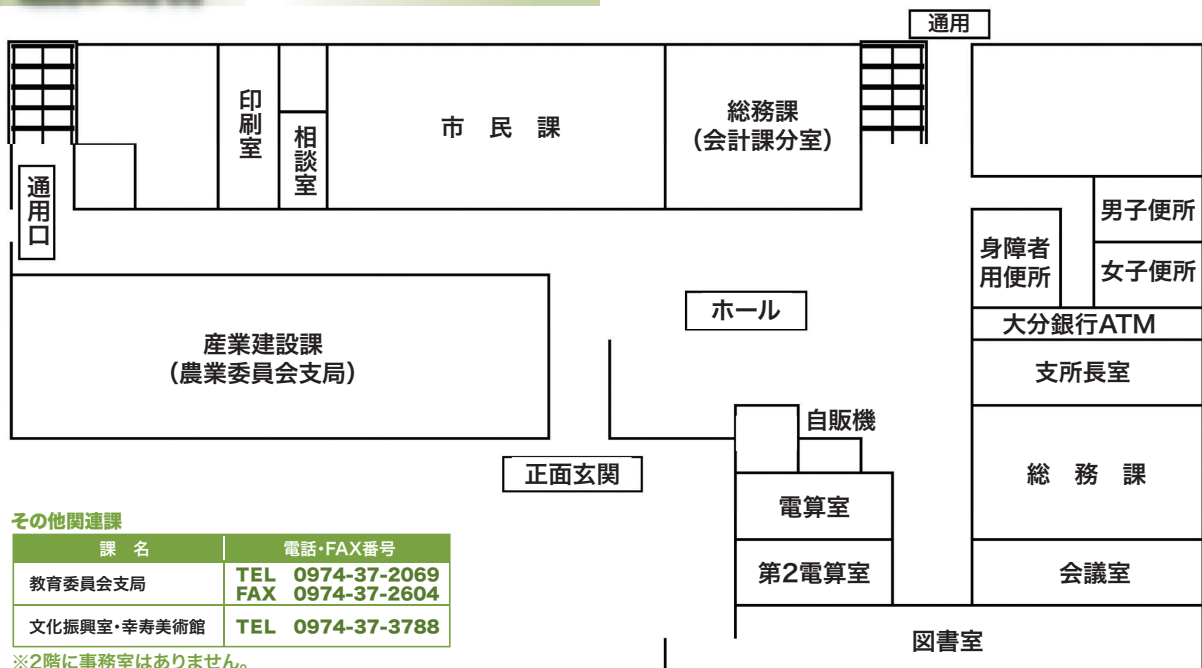 通用
印刷室
相談室
市民課
総務課
（会計課分室）
通用口
男子便所
身障者
用便所
女子便所
ホール
大分銀行ATM
産業建設課
（農業委員会支局）
支所長室
自販機
正面玄関
総務課
電算室
第2電算室
会議室
図書室
その他関連課
課名 電話・FAX番号
教育委員会支局 TEL 0974-37-2069
FAX 0974-37-2604
文化振興室・幸寿美術館 TEL 0974-37-3788
※2階に事務室はありません。